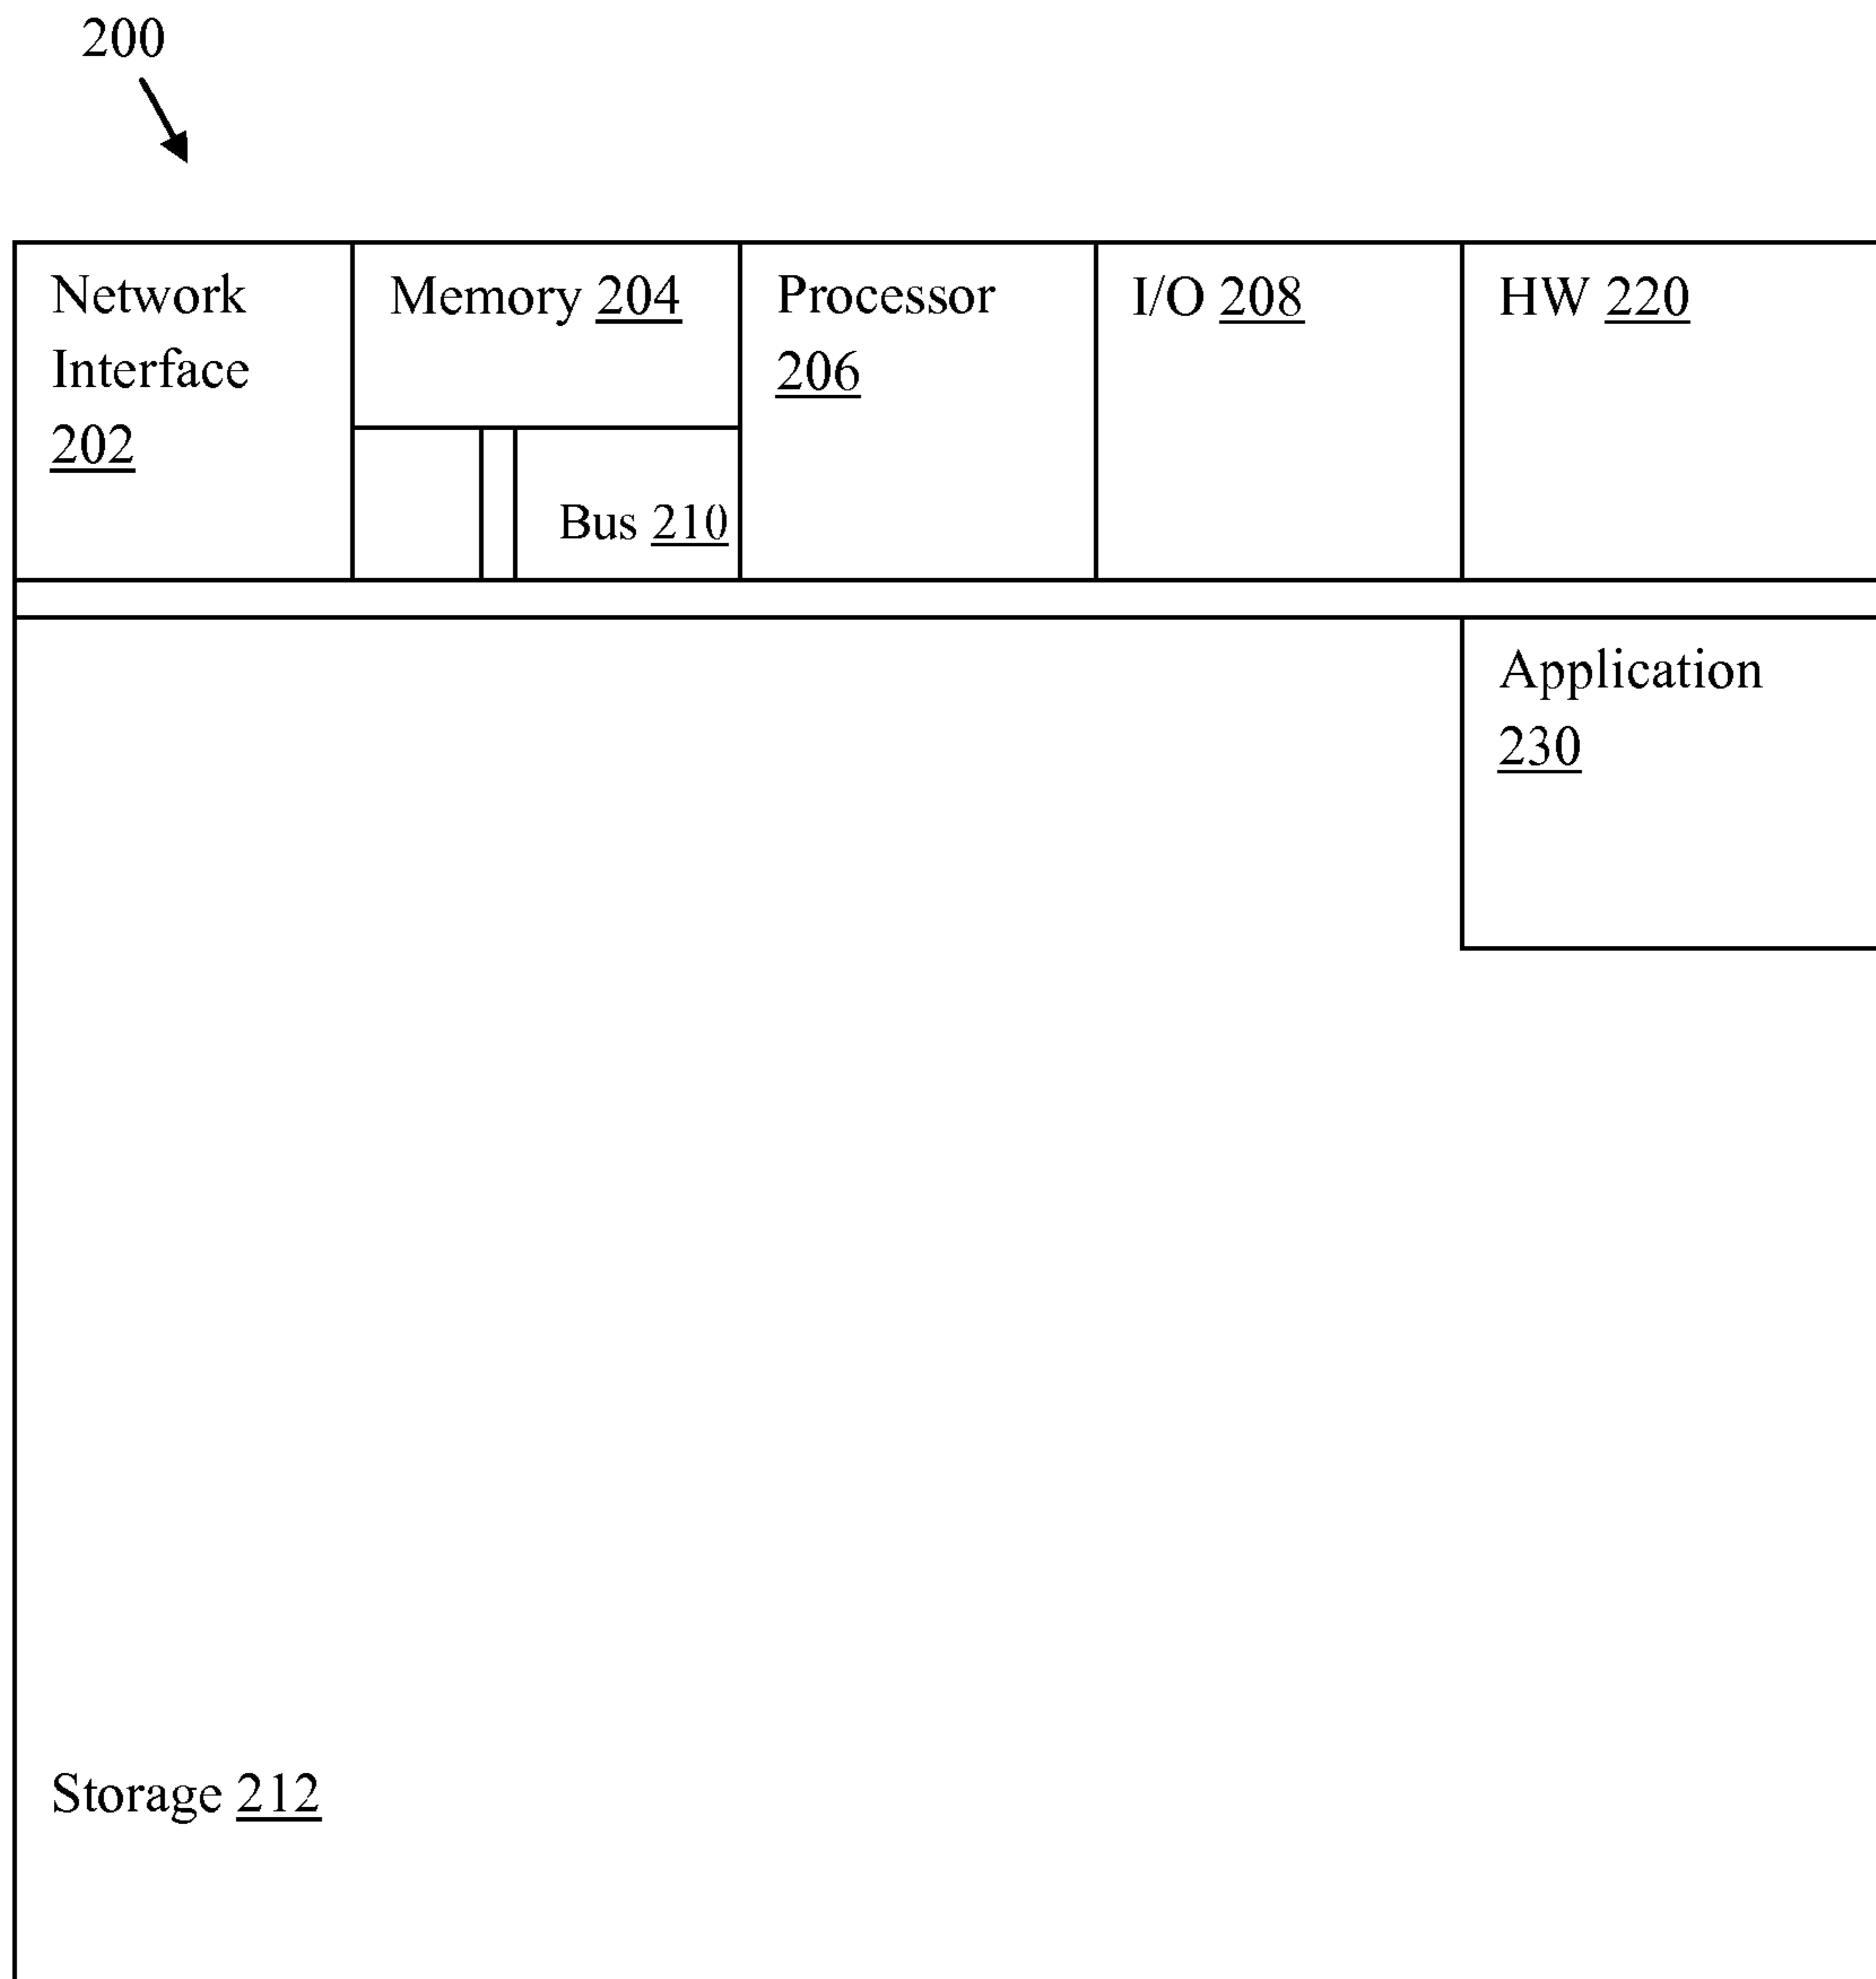 200
Network
Interface
202
Memory 204
Bus 210
Processor
206
I/O 208
HW 220
Application
230
Storage 212